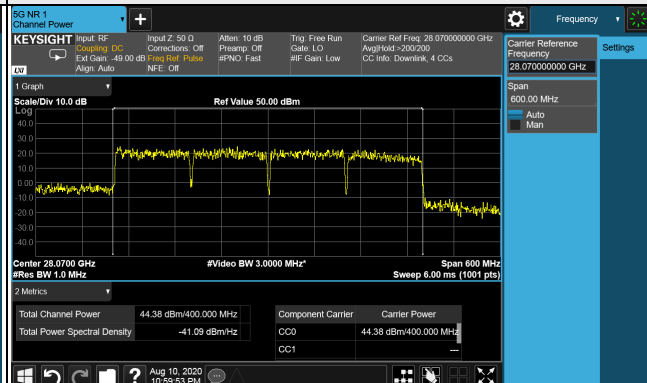 5G NR 1
Channel Power
Frequency
KEYSIGHT Input: RF Input Z: 50 Ω Atten: 10 dB Trig: Free Run Carrier Ref Freq: 28.070000000 GHz
Coupling: DC Corrections: Off Preamp: Off Gate: LO Avg|Hold:>200/200
Ext Gain: -49.00 dB Freq Ref: Pulse #PNO: Fast #IF Gain: Low CC Info: Downlink, 4 CCs
LXI Align: Auto NFE: Off
Carrier Reference
Frequency
28.070000000 GHz
Settings
Span
600.00 MHz
Auto
Man
1 Graph
Scale/Div 10.0 dB Ref Value 50.00 dBm
Log
40.0
30.0
20.0
10.0
0.00
-10.0
-20.0
-30.0
-40.0
Center 28.0700 GHz #Video BW 3.0000 MHz* Span 600 MHz
#Res BW 1.0 MHz Sweep 6.00 ms (1001 pts)
2 Metrics
Total Channel Power 44.38 dBm/400.000 MHz
Total Power Spectral Density -41.09 dBm/Hz
Component Carrier Carrier Power
CC0 44.38 dBm/400.000 MHz
CC1 ---
? Aug 10, 2020
10:59:53 PM